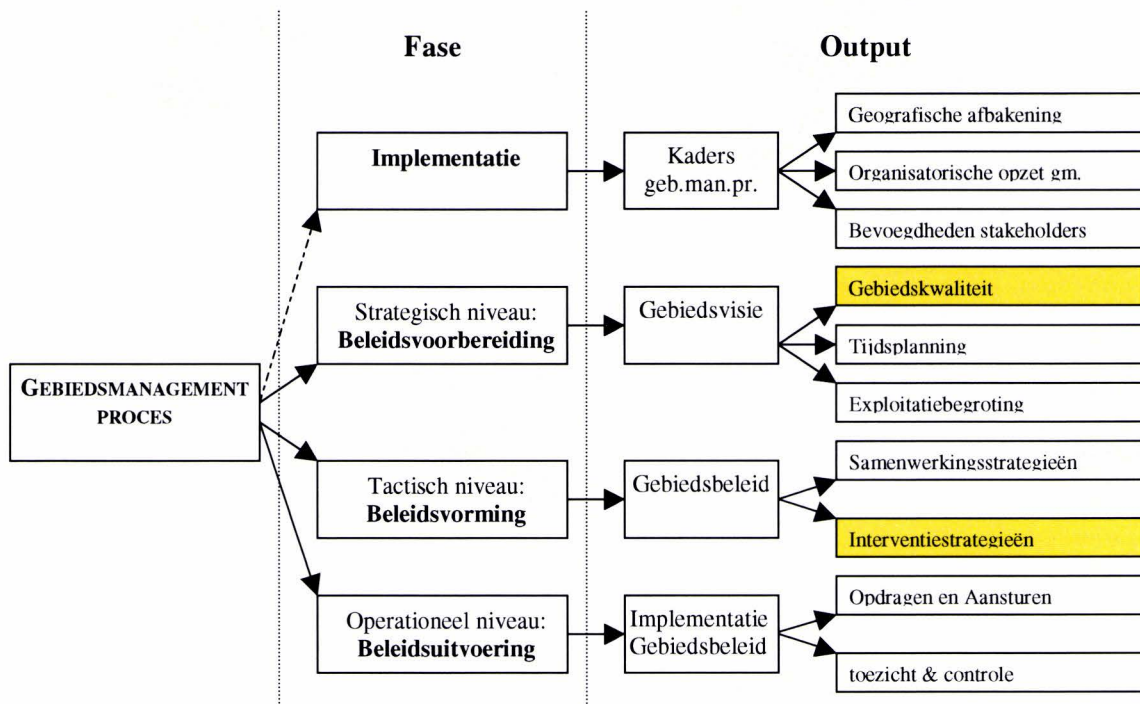 Fase
Output
Geografische afbakening
Implementatie
Kaders
geb.man.pr.
Organisatorische opzet gm.
Bevoegdheden stakeholders
Gebiedskwaliteit
Strategisch niveau:
Beleidsvoorbereiding
Gebiedsvisie
Tijdsplanning
GEBIEDSMANAGEMENT
PROCES
Exploitatiebegroting
Samenwerkingsstrategieën
Tactisch niveau:
Beleidsvorming
Gebiedsbeleid
Interventiestrategieën
Opdragen en Aansturen
Operationeel niveau:
Beleidsuitvoering
Implementatie
Gebiedsbeleid
toezicht & controle